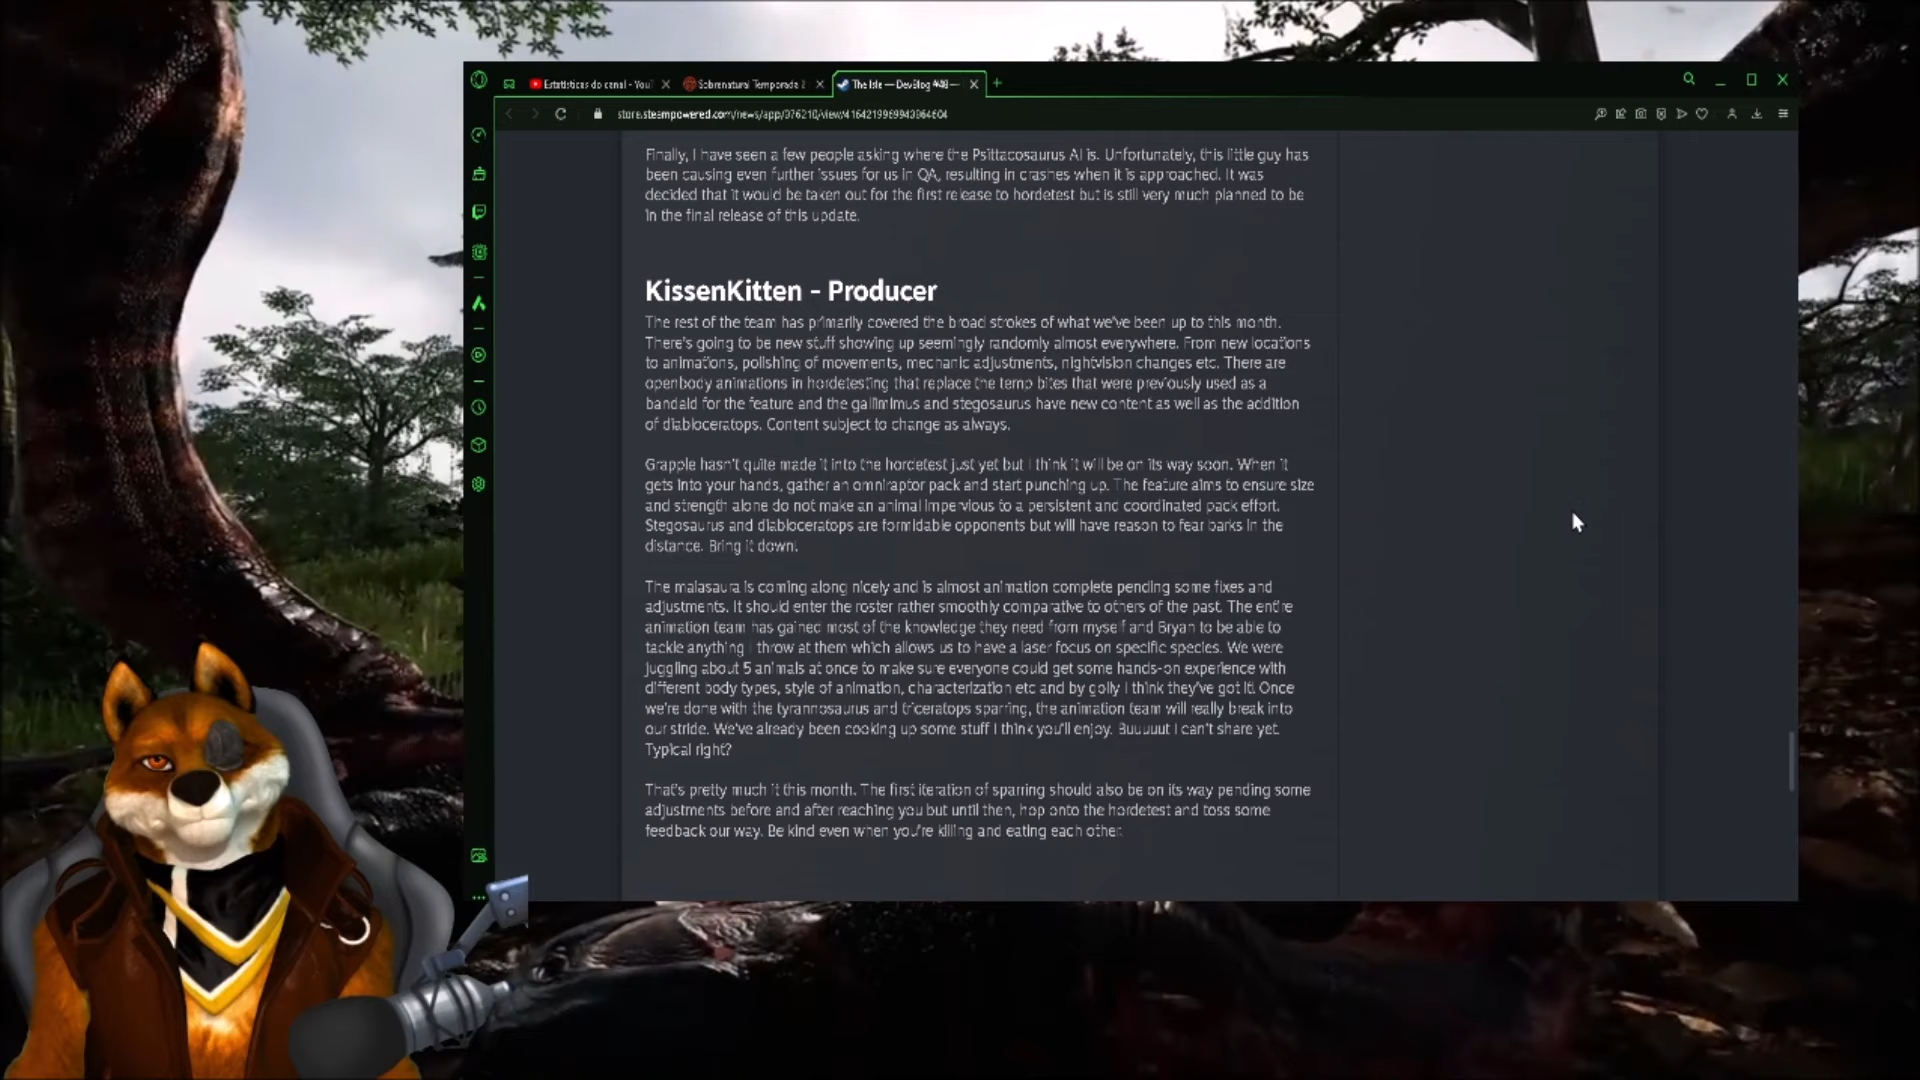 Estatísticas do canal - YouT
Sobrenatural Temporada 2
The Isle — DevBlog #48 —
store.steampowered.com/news/app/376210/view/4164219969943964604
Finally, I have seen a few people asking where the Psittacosaurus AI is. Unfortunately, this little guy has
been causing even further issues for us in QA, resulting in crashes when it is approached. It was
decided that it would be taken out for the first release to hordetest but is still very much planned to be
in the final release of this update.
KissenKitten - Producer
The rest of the team has primarily covered the broad strokes of what we've been up to this month.
There's going to be new stuff showing up seemingly randomly almost everywhere. From new locations
to animations, polishing of movements, mechanic adjustments, nightvision changes etc. There are
openbody animations in hordetesting that replace the temp bites that were previously used as a
bandaid for the feature and the gallimimus and stegosaurus have new content as well as the addition
of diabloceratops. Content subject to change as always.
Grapple hasn't quite made it into the hordetest just yet but I think it will be on its way soon. When it
gets into your hands, gather an omniraptor pack and start punching up. The feature aims to ensure size
and strength alone do not make an animal impervious to a persistent and coordinated pack effort.
Stegosaurus and diabloceratops are formidable opponents but will have reason to fear barks in the
distance. Bring it down!
The maiasaura is coming along nicely and is almost animation complete pending some fixes and
adjustments. It should enter the roster rather smoothly comparative to others of the past. The entire
animation team has gained most of the knowledge they need from myself and Bryan to be able to
tackle anything I throw at them which allows us to have a laser focus on specific species. We were
juggling about 5 animals at once to make sure everyone could get some hands-on experience with
different body types, style of animation, characterization etc and by golly I think they've got it! Once
we're done with the tyrannosaurus and triceratops sparring, the animation team will really break into
our stride. We've already been cooking up some stuff I think you'll enjoy. Buuuuut I can't share yet.
Typical right?
That's pretty much it this month. The first iteration of sparring should also be on its way pending some
adjustments before and after reaching you but until then, hop onto the hordetest and toss some
feedback our way. Be kind even when you're killing and eating each other.